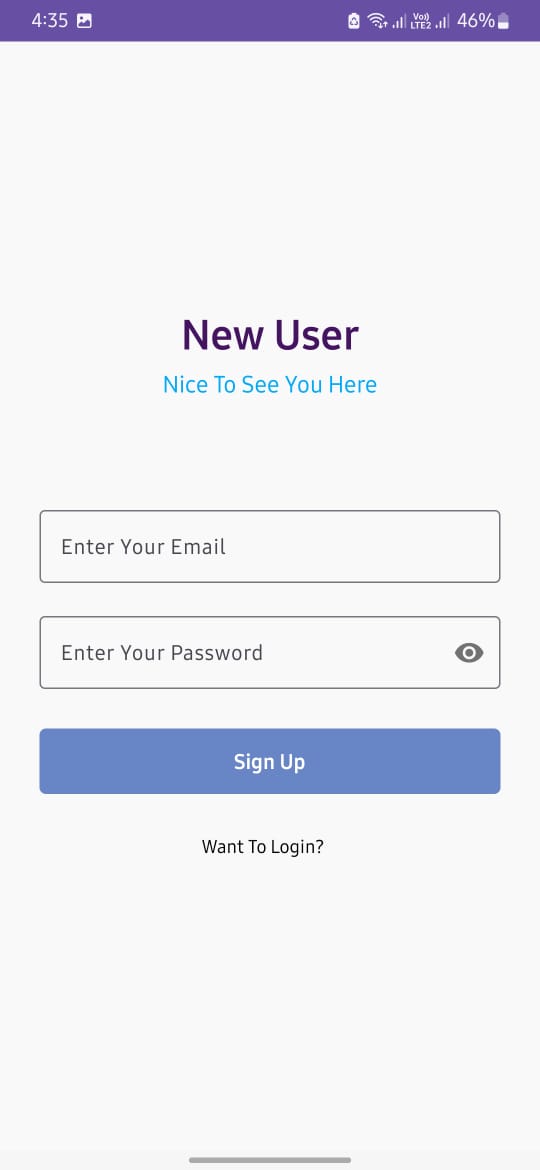 4:35 Vo)) LTE2 46%
New User
Nice To See You Here
Enter Your Email
Enter Your Password
Sign Up
Want To Login?